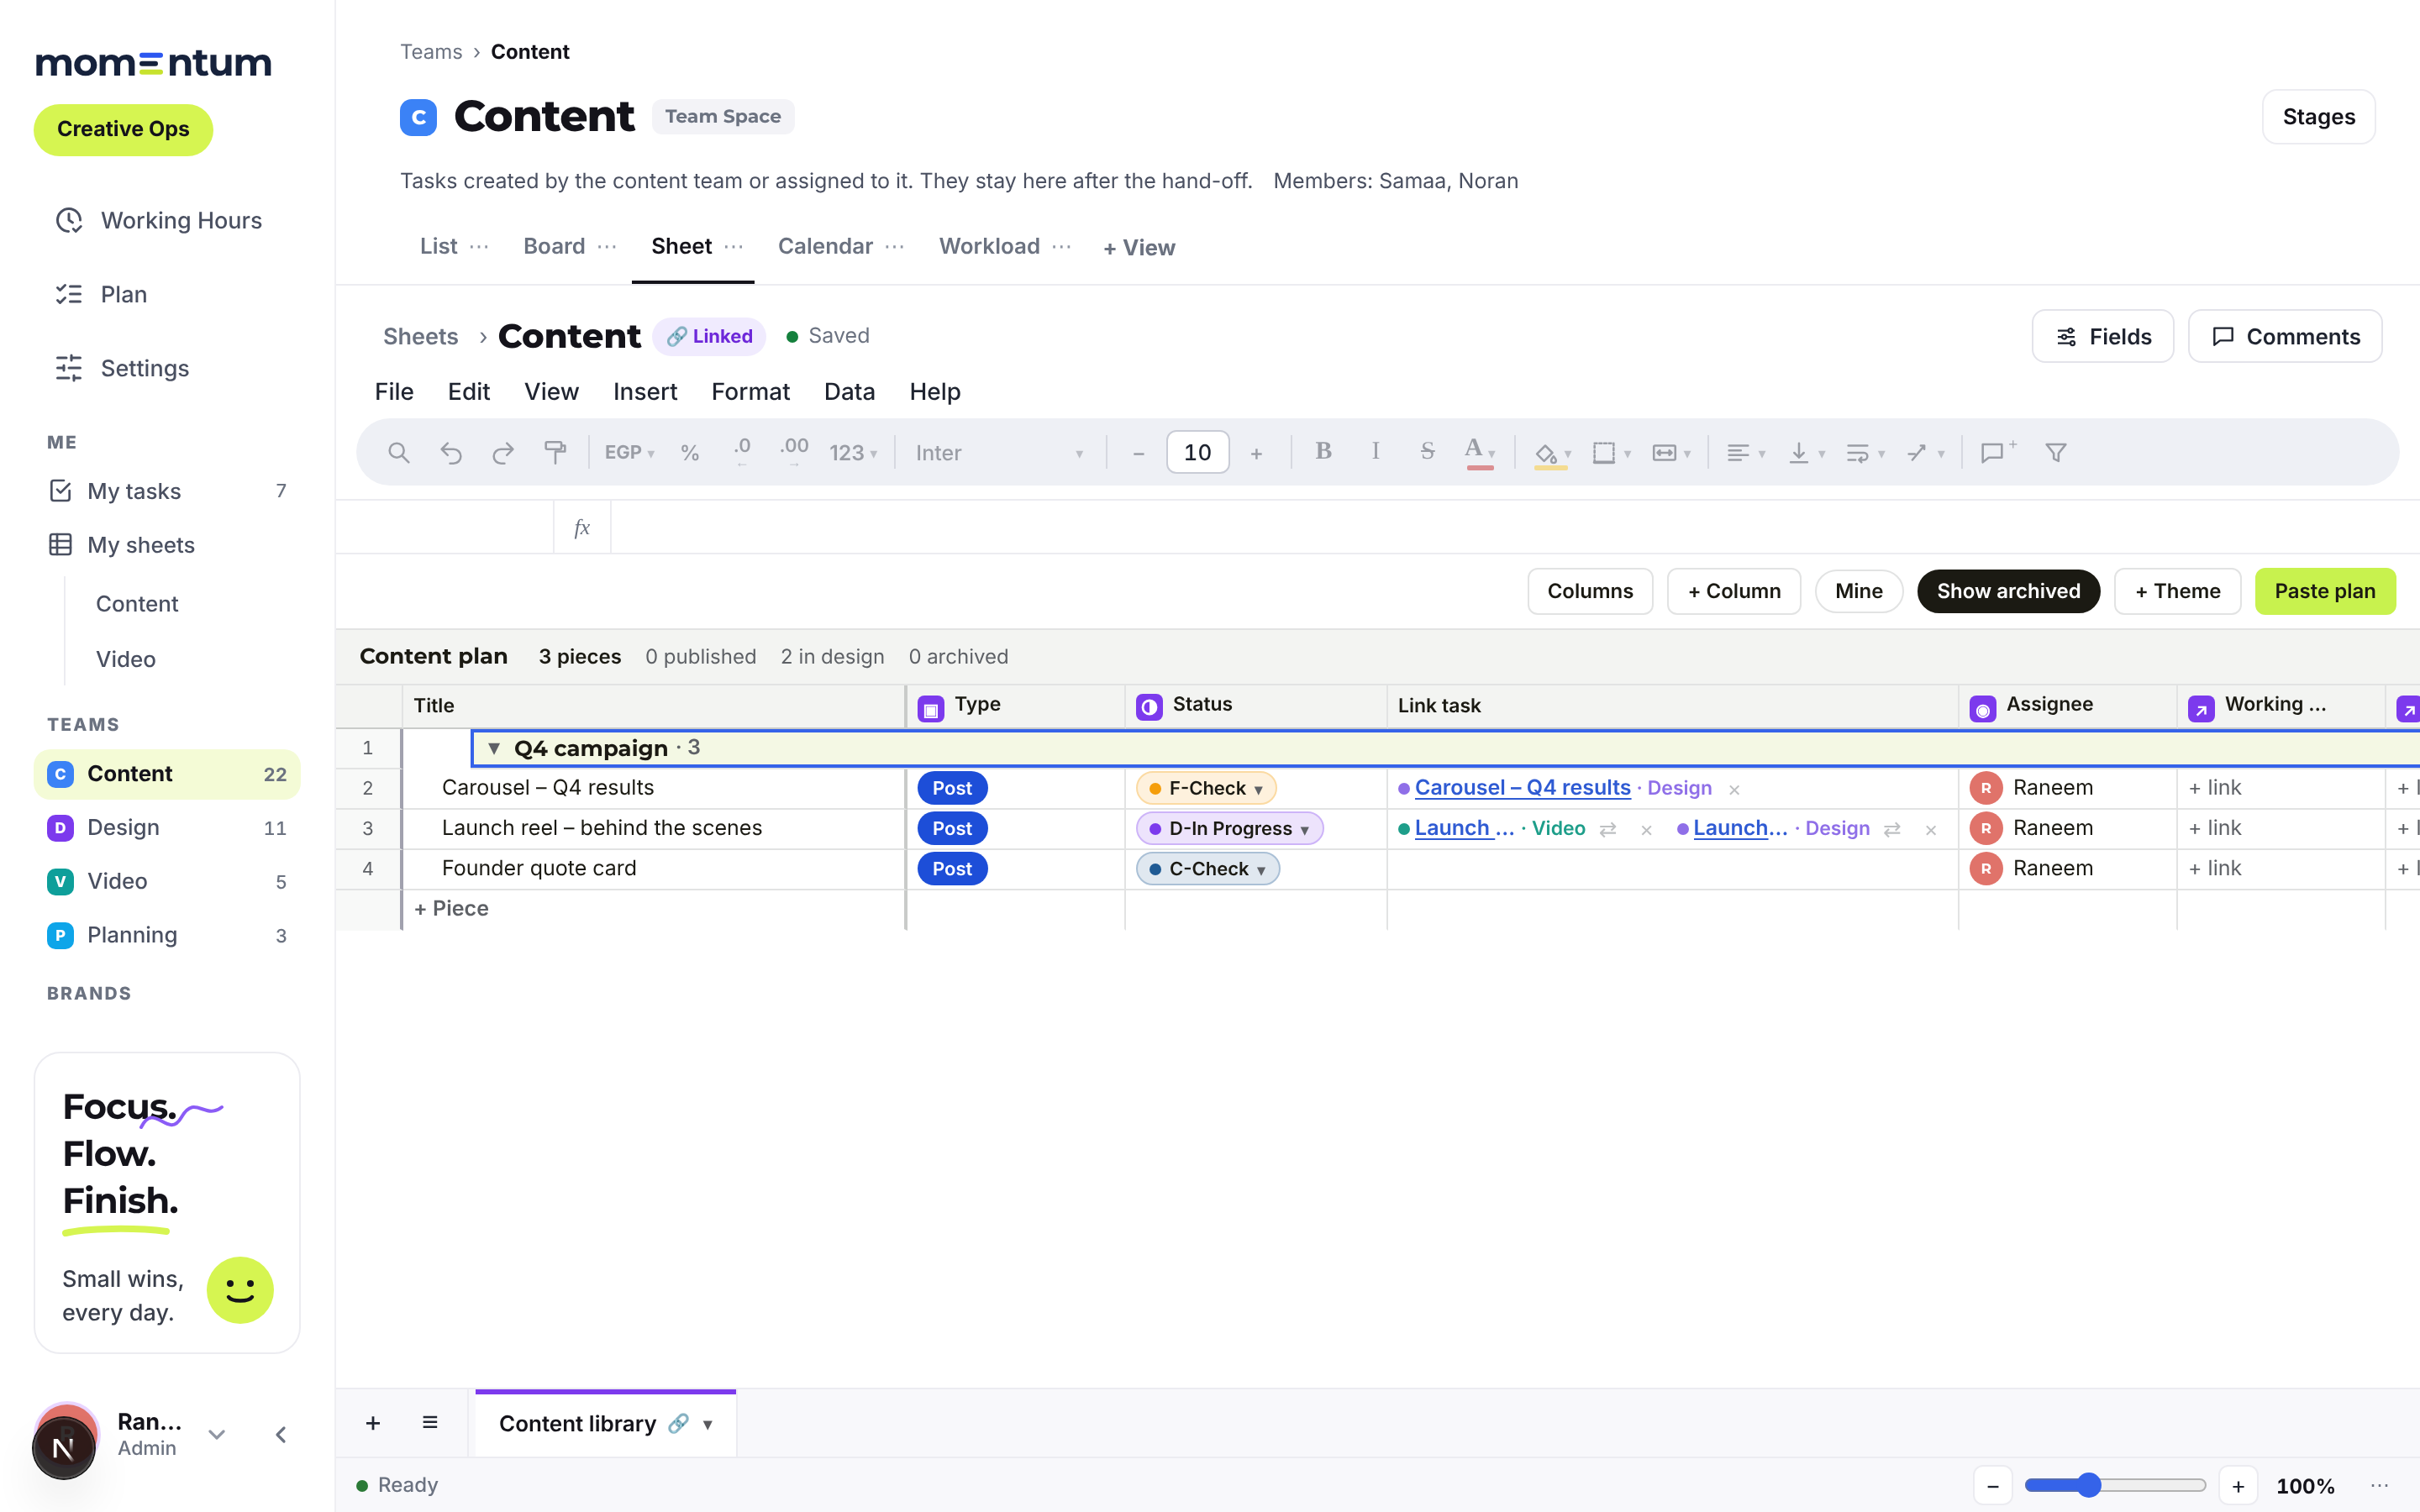 momentum
Creative Ops
Working Hours
Plan
Settings
ME
My tasks 7
My sheets
Content
Video
TEAMS
C Content 22
D Design 11
V Video 5
P Planning 3
BRANDS
Focus.
Flow.
Finish.
Small wins,
every day.
N Ran...
Admin
Teams › Content
C Content Team Space
Stages
Tasks created by the content team or assigned to it. They stay here after the hand-off. Members: Samaa, Noran
List ··· Board ··· Sheet ··· Calendar ··· Workload ··· + View
Sheets › Content Linked Saved
Fields Comments
File Edit View Insert Format Data Help
EGP % .0 .00 123 Inter − 10 + B I S A
fx
Columns + Column Mine Show archived + Theme Paste plan
Content plan 3 pieces 0 published 2 in design 0 archived
Title Type Status Link task Assignee Working ...
1 Q4 campaign · 3
2 Carousel – Q4 results Post F-Check Carousel – Q4 results · Design × R Raneem + link +
3 Launch reel – behind the scenes Post D-In Progress Launch ... · Video × Launch... · Design × R Raneem + link +
4 Founder quote card Post C-Check R Raneem + link +
+ Piece
+ Content library
Ready
− + 100% ···